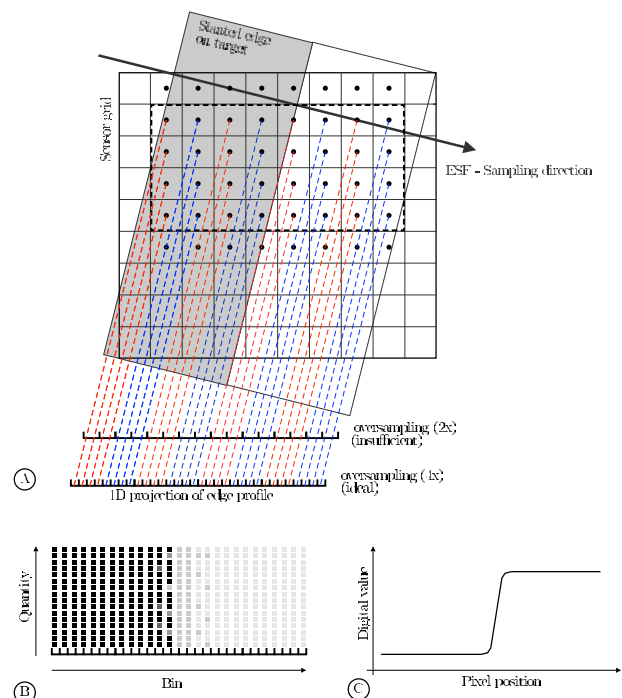 Slanted edge
on target
Sensor grid
ESF - Sampling direction
oversampling (2x)
(insufficient)
oversampling (4x)
(ideal)
1D projection of edge profile
A
Quantity
Bin
B
Digital value
Pixel position
C